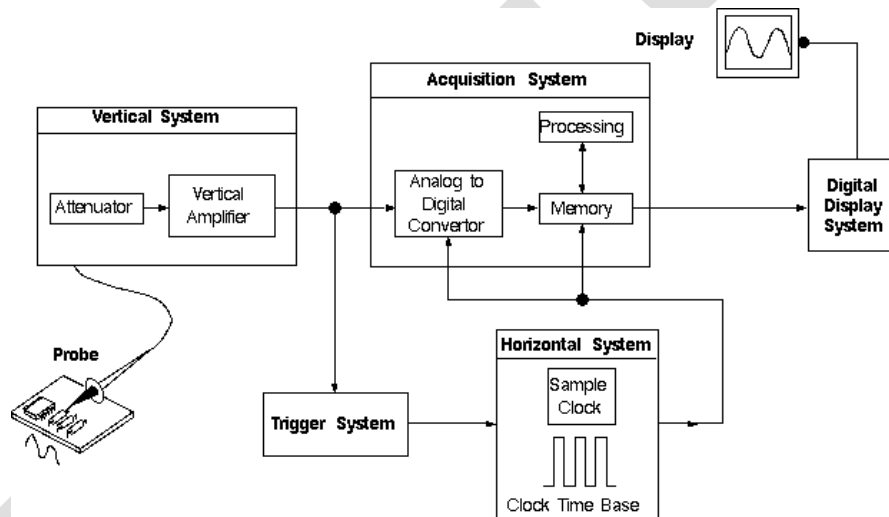 Display
Acquisition System
Vertical System
Processing
Attenuator
Vertical
Amplifier
Analog to
Digital
Convertor
Memory
Digital
Display
System
Probe
Horizontal System
Trigger System
Sample
Clock
Clock Time Base